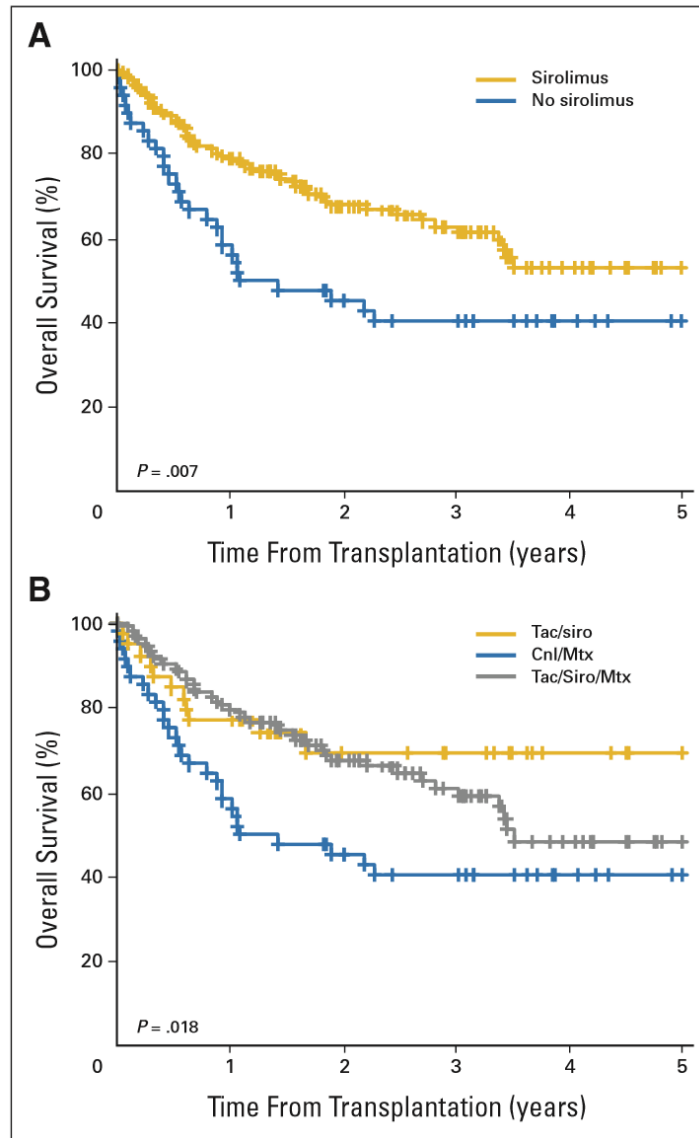 A
100
80
60
40
20
0
1
2
3
4
5
Overall Survival (%)
Time From Transplantation (years)
Sirolimus
No sirolimus
P = .007
B
100
80
60
40
20
0
1
2
3
4
5
Overall Survival (%)
Time From Transplantation (years)
Tac/siro
CnI/Mtx
Tac/Siro/Mtx
P = .018